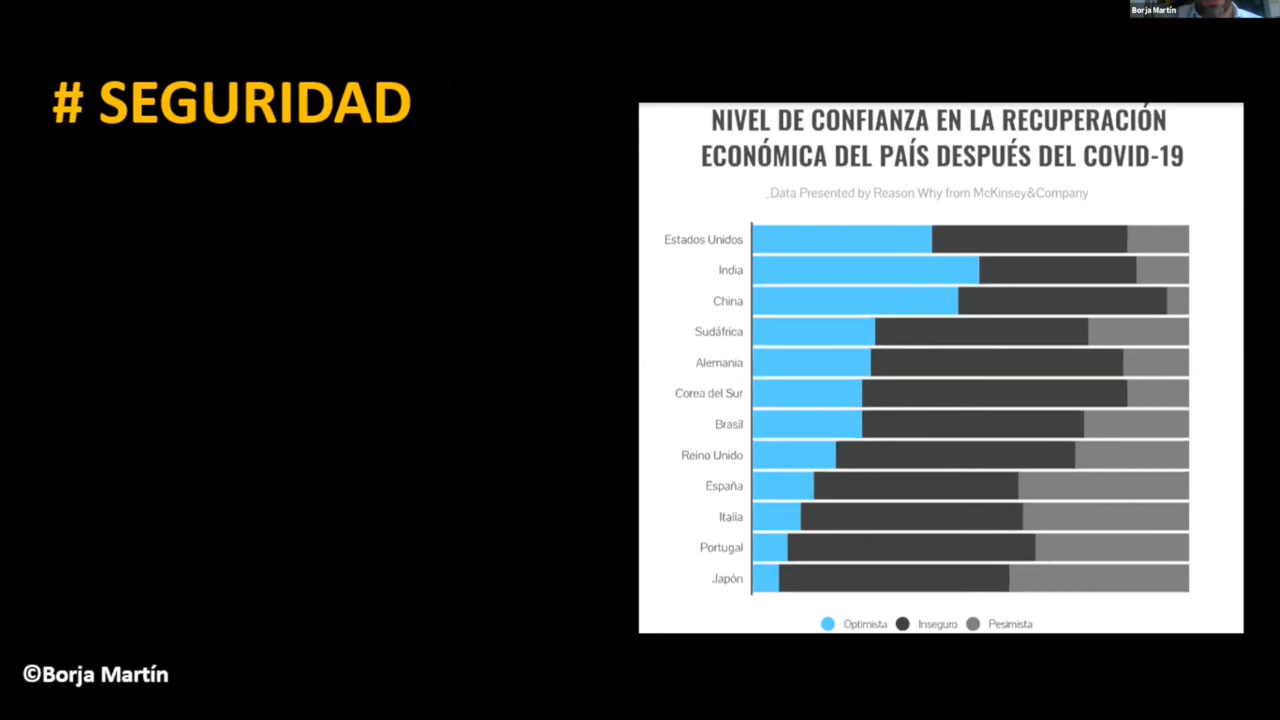 Borja Martín
# SEGURIDAD
NIVEL DE CONFIANZA EN LA RECUPERACIÓN
ECONÓMICA DEL PAÍS DESPUÉS DEL COVID-19
_Data Presented by Reason Why from McKinsey&Company
Estados Unidos
India
China
Sudáfrica
Alemania
Corea del Sur
Brasil
Reino Unido
España
Italia
Portugal
Japón
Optimista Inseguro Pesimista
©Borja Martín